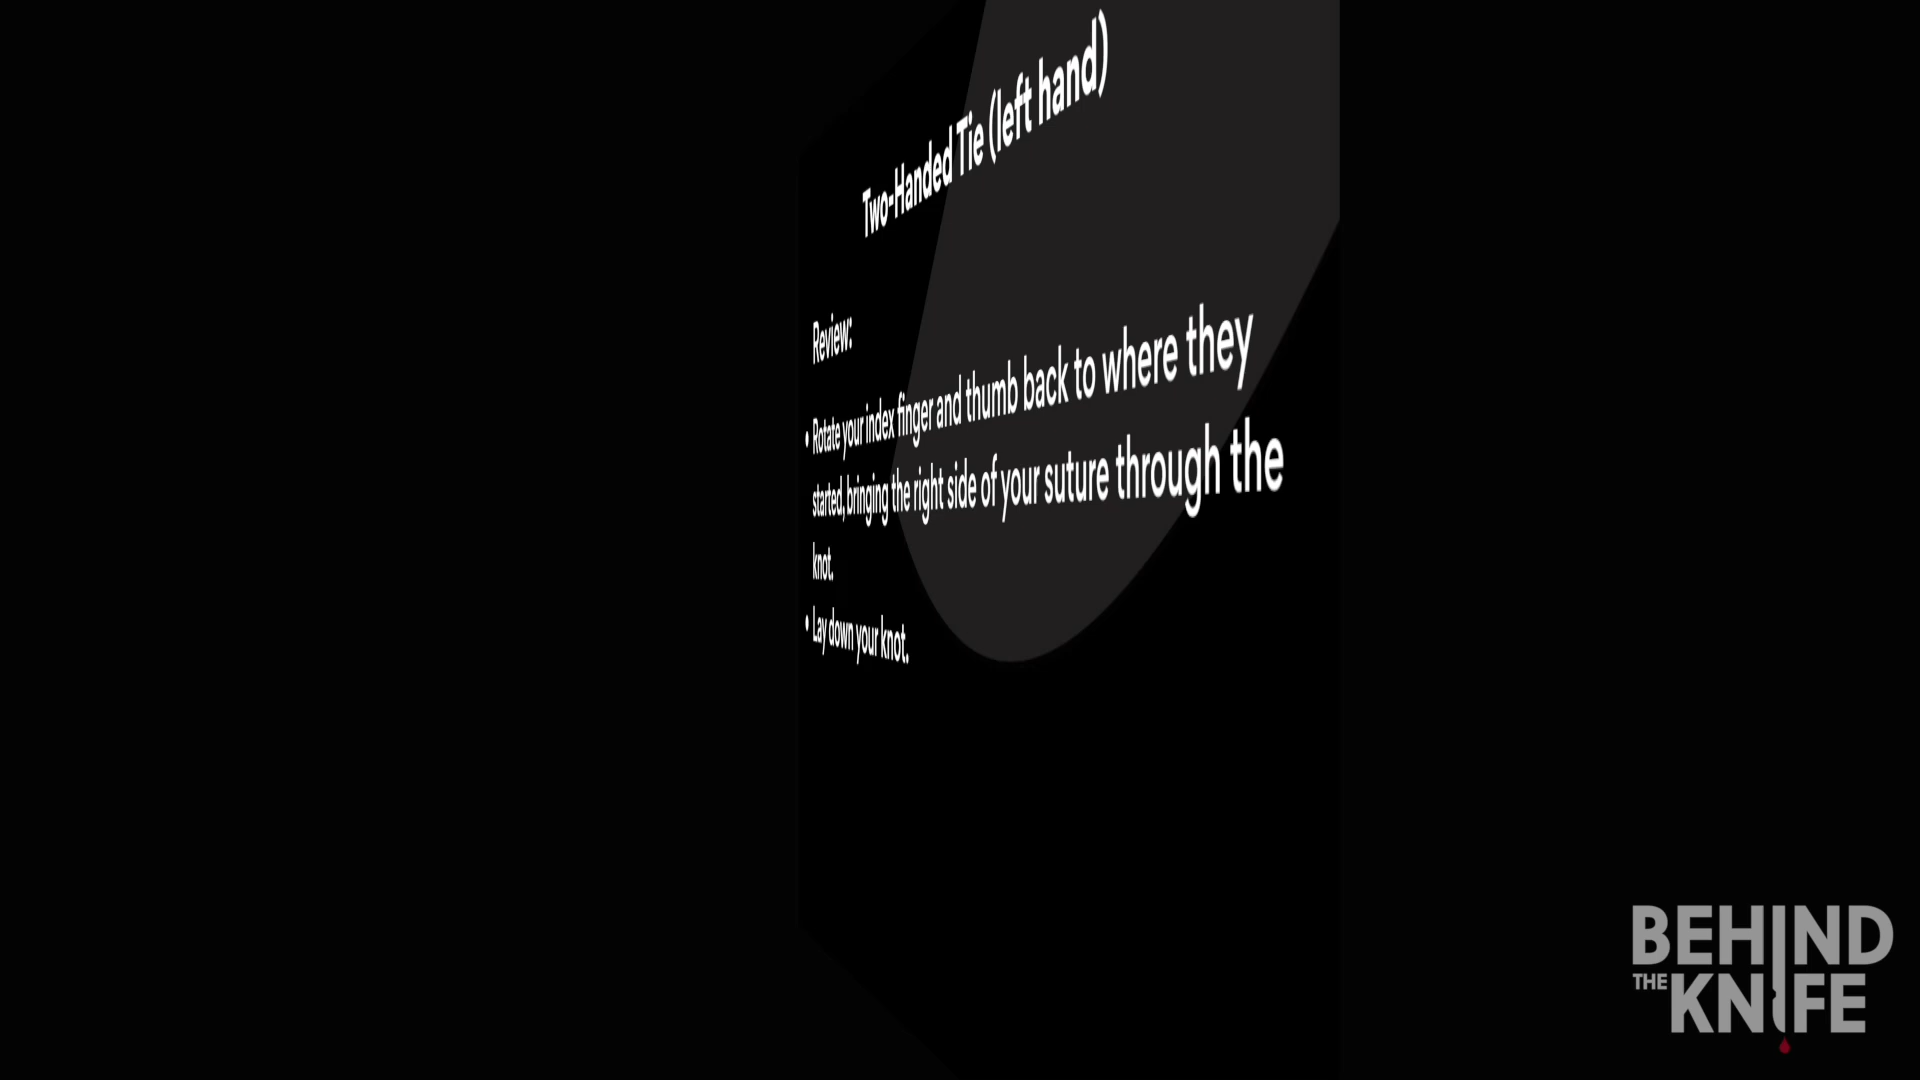 Two-Handed Tie (left hand)
Review:
• Rotate your index finger and thumb back to where they
started, bringing the right side of your suture through the
knot.
• Lay down your knot.
BEHIND
THE KNIFE